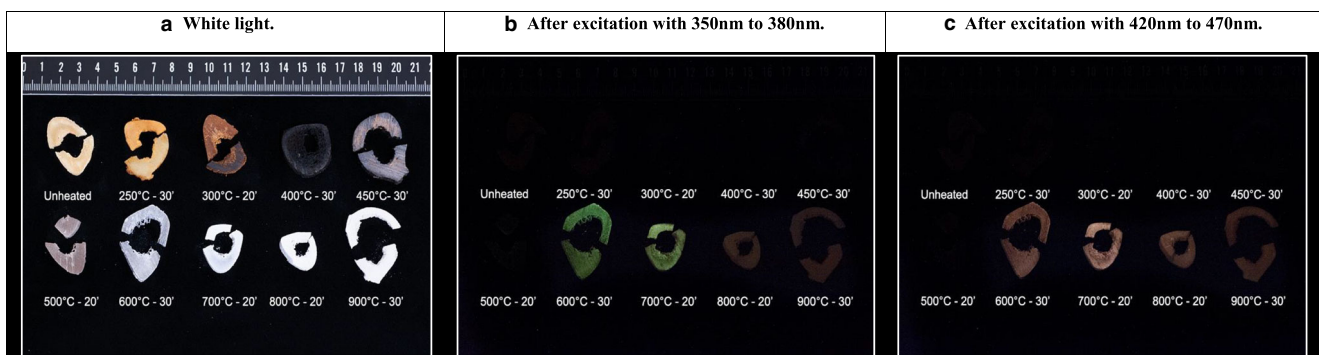 a White light.
b After excitation with 350nm to 380nm.
c After excitation with 420nm to 470nm.
0 1 2 3 4 5 6 7 8 9 10 11 12 13 14 15 16 17 18 19 20 21
Unheated 250°C - 30' 300°C - 20' 400°C - 30' 450°C- 30'
500°C - 20' 600°C - 30' 700°C - 20' 800°C - 20' 900°C - 30'
Unheated 250°C - 30' 300°C - 20' 400°C - 30' 450°C- 30'
500°C - 20' 600°C - 30' 700°C - 20' 800°C - 20' 900°C - 30'
Unheated 250°C - 30' 300°C - 20' 400°C - 30' 450°C- 30'
500°C - 20' 600°C - 30' 700°C - 20' 800°C - 20' 900°C - 30'